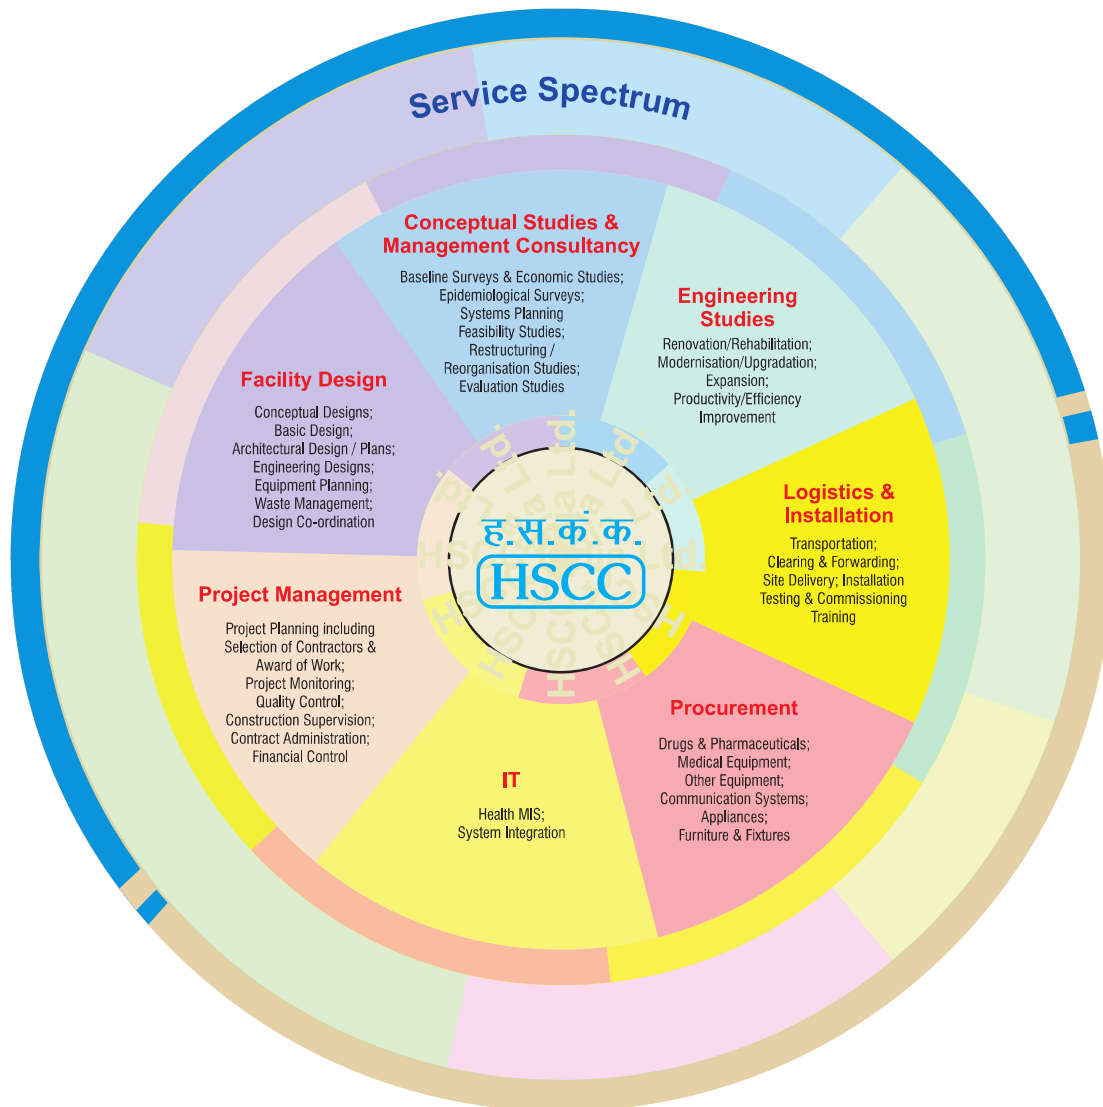 Service Spectrum
Conceptual Studies &
Management Consultancy
Baseline Surveys & Economic Studies;
Epidemiological Surveys;
Systems Planning
Feasibility Studies;
Restructuring /
Reorganisation Studies;
Evaluation Studies
Engineering
Studies
Renovation/Rehabilitation;
Modernisation/Upgradation;
Expansion;
Productivity/Efficiency
Improvement
Logistics &
Installation
Transportation;
Clearing & Forwarding;
Site Delivery; Installation
Testing & Commissioning
Training
Procurement
Drugs & Pharmaceuticals;
Medical Equipment;
Other Equipment;
Communication Systems;
Appliances;
Furniture & Fixtures
IT
Health MIS;
System Integration
Project Management
Project Planning including
Selection of Contractors &
Award of Work;
Project Monitoring;
Quality Control;
Construction Supervision;
Contract Administration;
Financial Control
Facility Design
Conceptual Designs;
Basic Design;
Architectural Design / Plans;
Engineering Designs;
Equipment Planning;
Waste Management;
Design Co-ordination
ह.स.कं.क.
HSCC